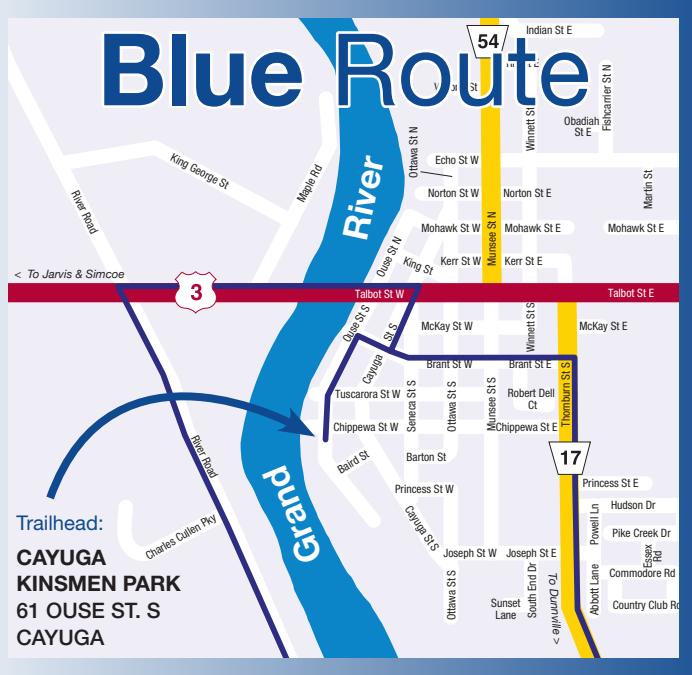 Blue Route
54
Indian St E
Winnett St N
Fishcarrier St N
Obadiah
St E
Ottawa St N
Echo St W
King George St
Maple Rd
River
Martin St
Norton St W
Norton St E
River Road
Munsee St N
Mohawk St W
Mohawk St E
Mohawk St E
Ouse St N
King St
Kerr St W
Kerr St E
< To Jarvis & Simcoe
3
Talbot St W
Talbot St E
Ouse St S
McKay St W
Winnett St S
McKay St E
Cayuga St S
Brant St W
Brant St E
Tuscarora St W
Seneca St S
Ottawa St S
Munsee St S
Robert Dell
Ct
Thornburn St S
Chippewa St W
Chippewa St E
River Road
Baird St
Barton St
17
Grand
Princess St W
Princess St E
Cayuga St S
Powell Ln
Hudson Dr
Trailhead:
Charles Cullen Pky
Pike Creek Dr
CAYUGA
KINSMEN PARK
61 OUSE ST. S
CAYUGA
Joseph St W
Joseph St E
Essex
Rd
Commodore Rd
Ottawa St S
South End Dr
Abbott Lane
Sunset
Lane
To Dunnville >
Country Club Rd